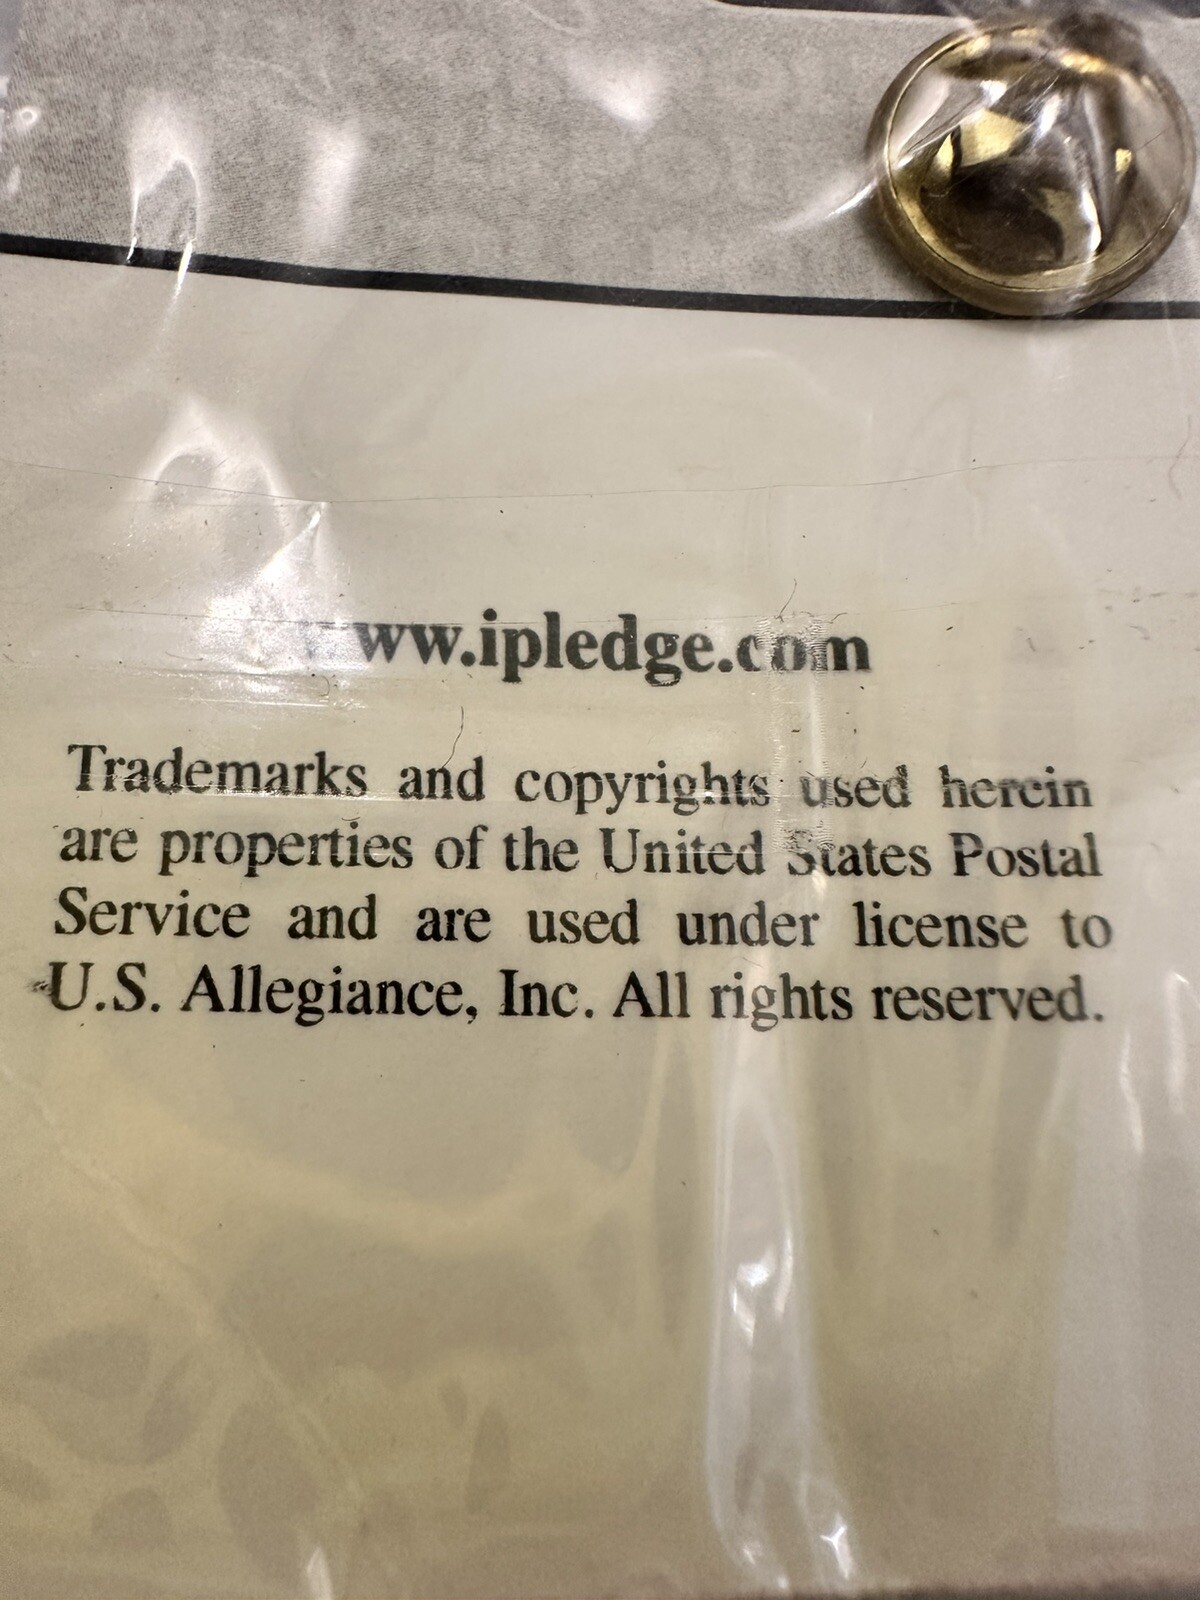 ww.ipledge.com
Trademarks and copyrights used herein
are properties of the United States Postal
Service and are used under license to
U.S. Allegiance, Inc. All rights reserved.